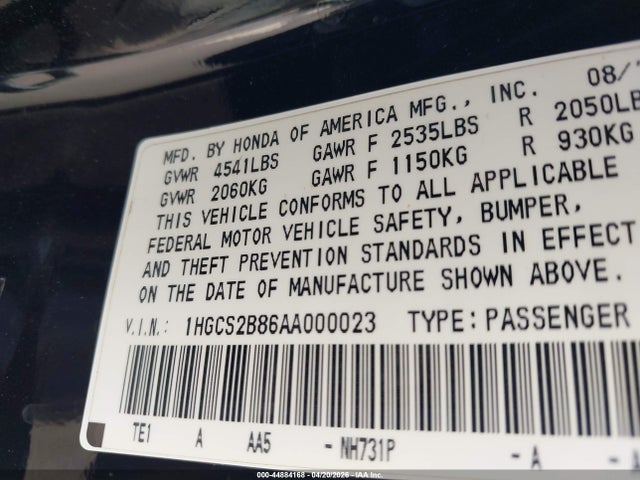 MFD. BY HONDA OF AMERICA MFG., INC. 08/
GVWR 4541LBS GAWR F 2535LBS R 2050LB
GVWR 2060KG GAWR F 1150KG R 930KG
THIS VEHICLE CONFORMS TO ALL APPLICABLE
FEDERAL MOTOR VEHICLE SAFETY, BUMPER,
AND THEFT PREVENTION STANDARDS IN EFFECT
ON THE DATE OF MANUFACTURE SHOWN ABOVE.
V.I.N.: 1HGCS2B86AA000023 TYPE: PASSENGER
TE1 A AA5 - NH731P - A - A
000-44884168 - 04/20/2026 - IAAI.COM